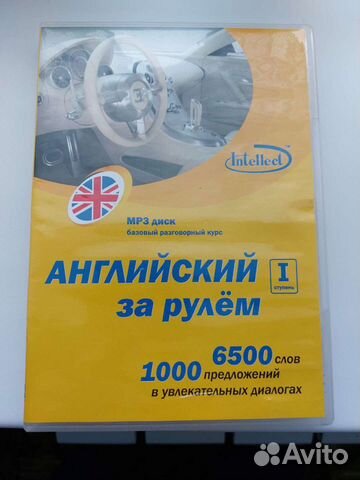 Intellect
MP3 диск
базовый разговорный курс
АНГЛИЙСКИЙ
I
ступень
за рулём
6500 слов
1000 предложений
в увлекательных диалогах
Avito